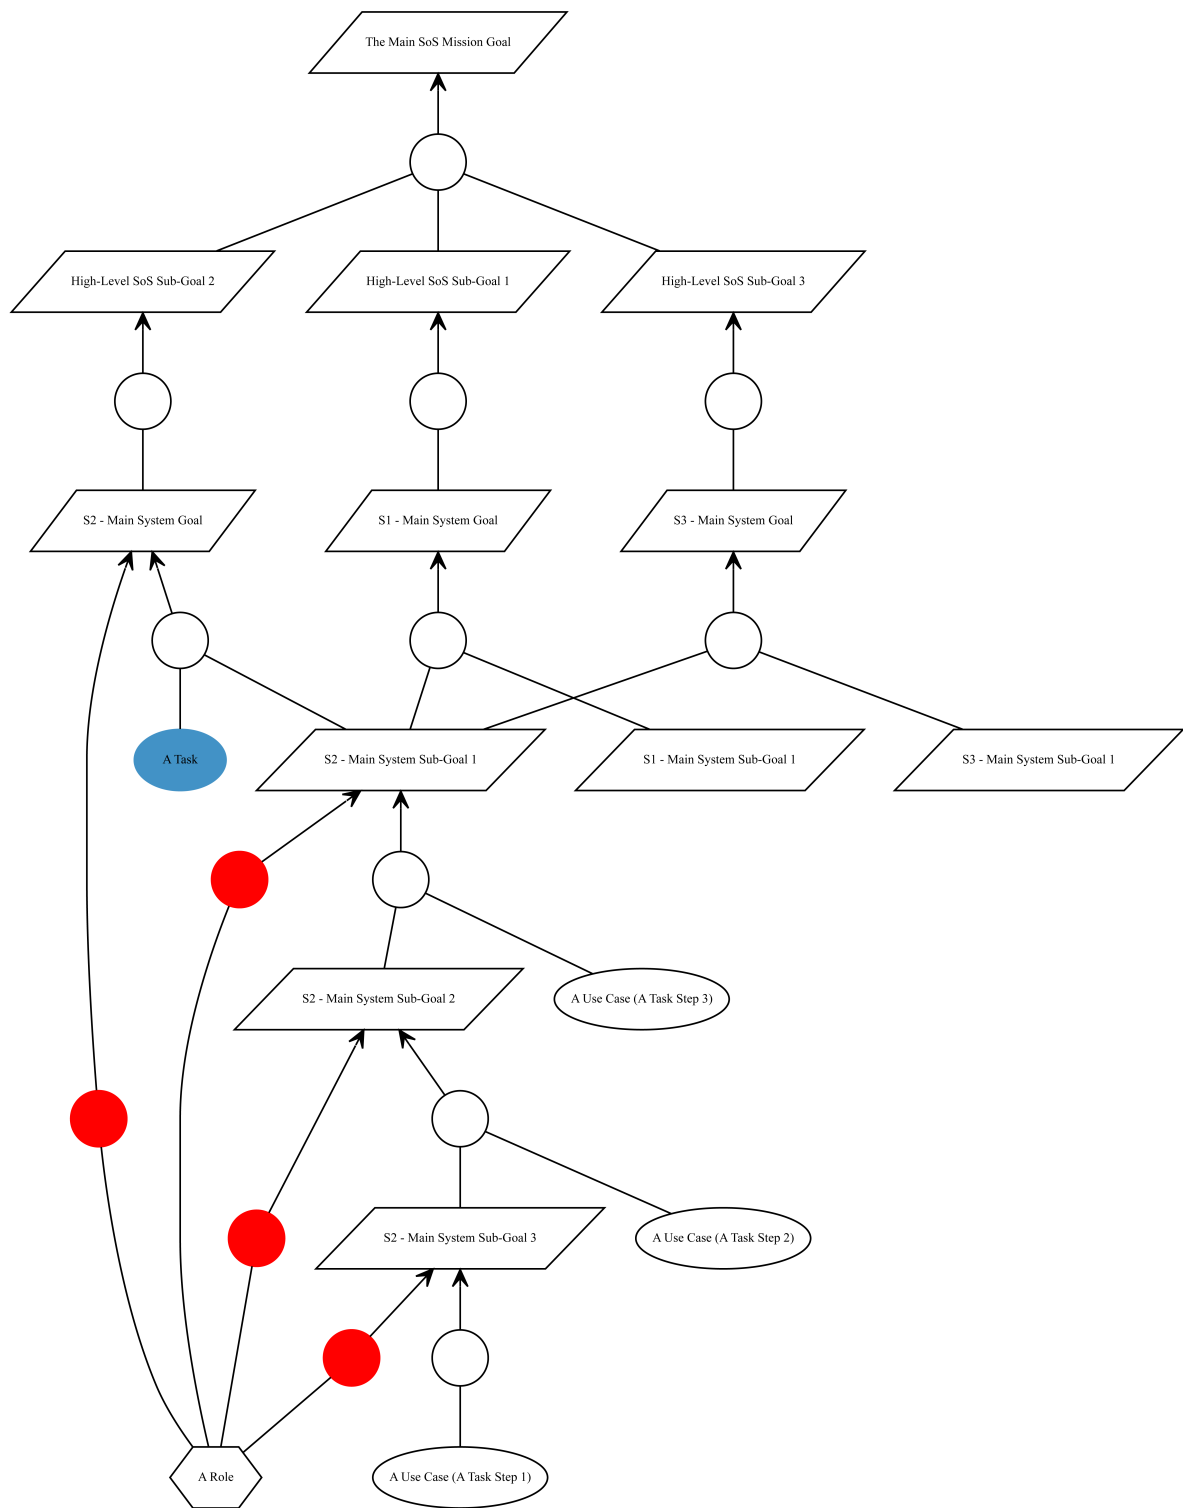 The Main SoS Mission Goal
High-Level SoS Sub-Goal 2
High-Level SoS Sub-Goal 1
High-Level SoS Sub-Goal 3
S2 - Main System Goal
S1 - Main System Goal
S3 - Main System Goal
A Task
S2 - Main System Sub-Goal 1
S1 - Main System Sub-Goal 1
S3 - Main System Sub-Goal 1
S2 - Main System Sub-Goal 2
A Use Case (A Task Step 3)
S2 - Main System Sub-Goal 3
A Use Case (A Task Step 2)
A Role
A Use Case (A Task Step 1)